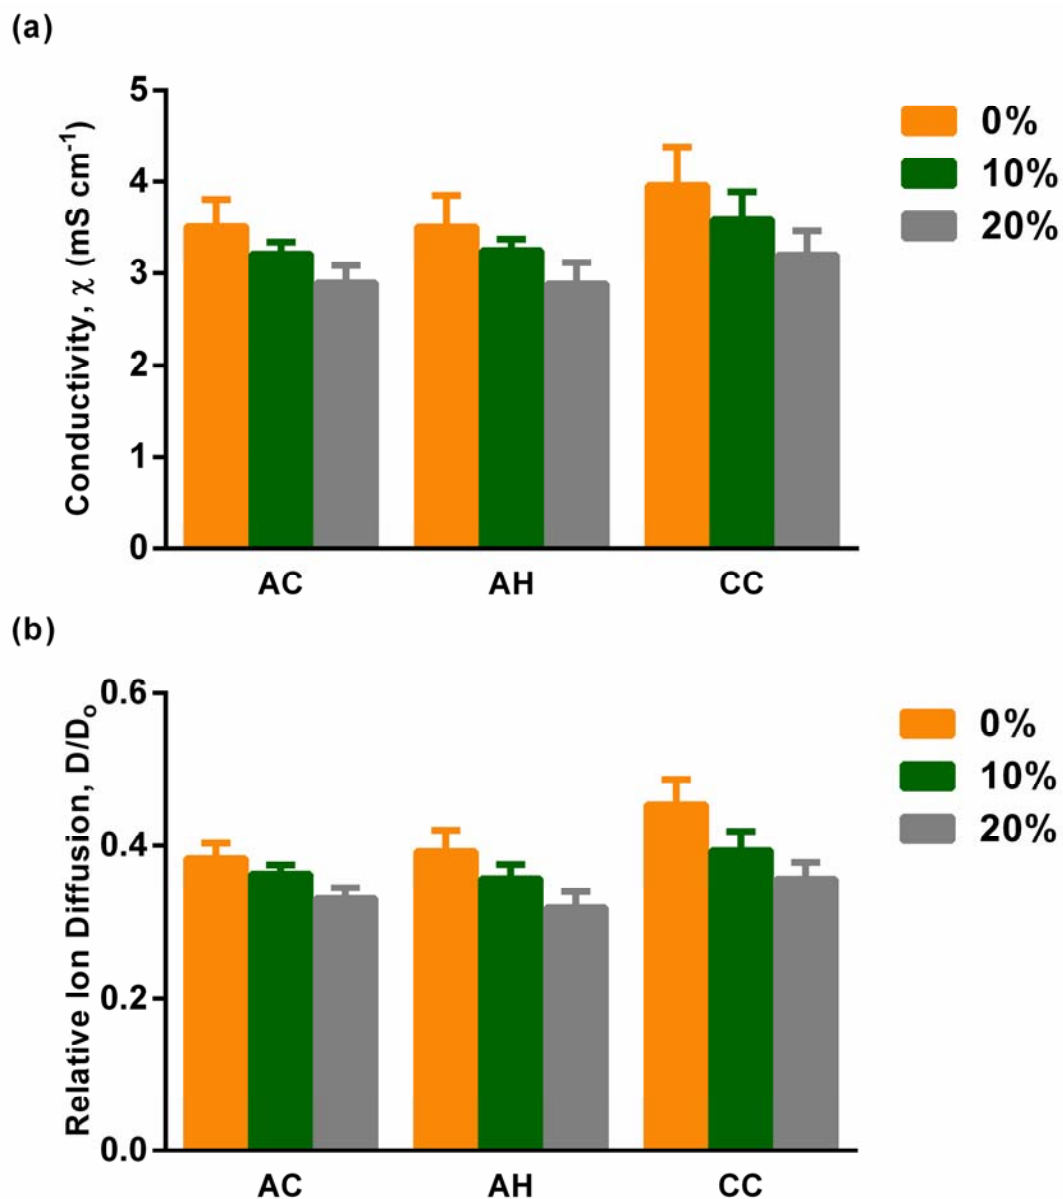 (a)
Conductivity, χ (mS cm⁻¹)
5
4
3
2
1
0
AC AH CC
0%
10%
20%
(b)
Relative Ion Diffusion, D/Dₒ
0.6
0.4
0.2
0.0
AC AH CC
0%
10%
20%